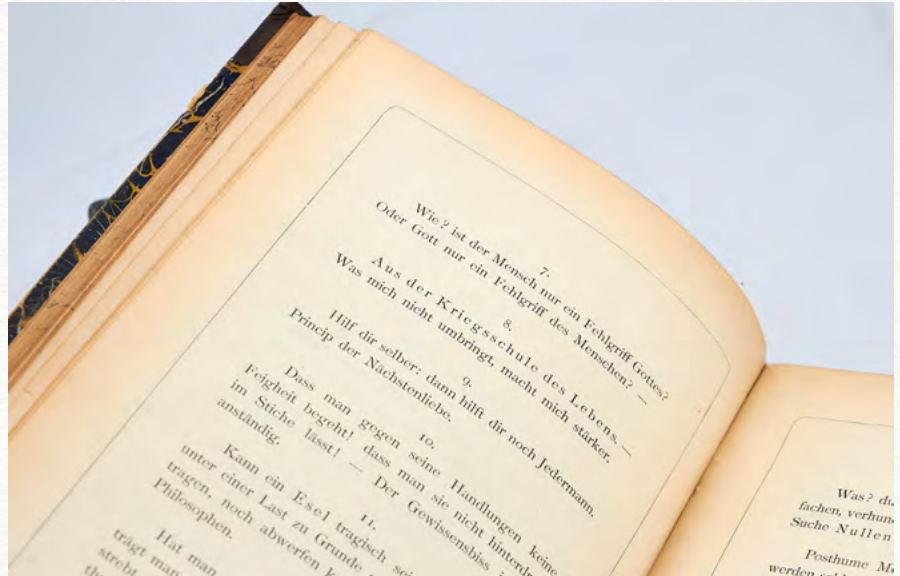 7.
Wie? ist der Mensch nur ein Fehlgriff Gottes?
Oder Gott nur ein Fehlgriff des Menschen? —
8.
Aus der Kriegsschule des Lebens. —
Was mich nicht umbringt, macht mich stärker.
9.
Hilf dir selber: dann hilft dir noch Jedermann.
Princip der Nächstenliebe.
10.
Dass man gegen seine Handlungen keine
Feigheit begeht! dass man sie nicht hinterdr
im Stiche lässt! — Der Gewissensbiss
anständig.
11.
Kann ein Esel tragisch sei
unter einer Last zu Grunde
tragen, noch abwerfen k
Philosophen.
Hat man
trägt man
strebt
Was? du
fachen, verhun
Suche Nullen
Posthume Me